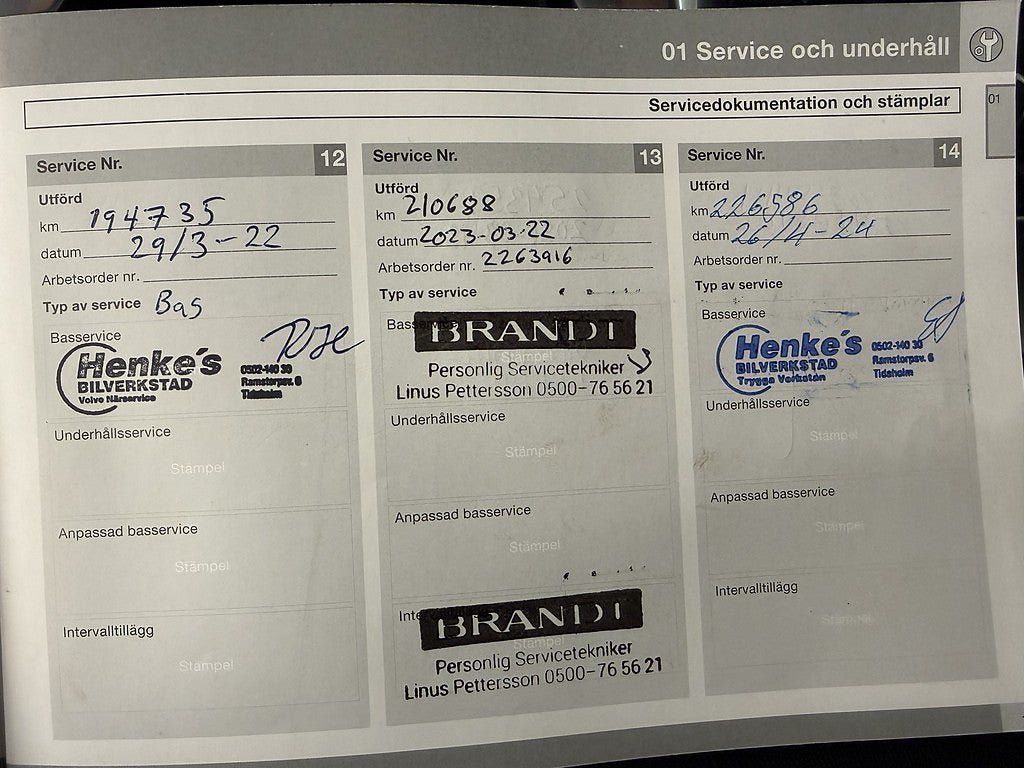 01 Service och underhåll
Servicedokumentation och stämplar
01
Service Nr. 12
Utförd
km 194735
datum 29/3-22
Arbetsorder nr.
Typ av service Bas
Basservice
Henke's
BILVERKSTAD
Volvo Närservice
0502-140 30
Ramstorpsv. 6
Tidaholm
Underhållsservice
Stämpel
Anpassad basservice
Stämpel
Intervalltillägg
Stämpel
Service Nr. 13
Utförd
km 210688
datum 2023-03-22
Arbetsorder nr. 2263916
Typ av service
BRANDT
Stämpel
Personlig Servicetekniker
Linus Pettersson 0500-76 56 21
Underhållsservice
Stämpel
Anpassad basservice
Stämpel
BRANDT
Stämpel
Personlig Servicetekniker
Linus Pettersson 0500-76 56 21
Service Nr. 14
Utförd
km 226586
datum 26/4-24
Arbetsorder nr.
Typ av service
Basservice
Henke's
BILVERKSTAD
Trygga Verkstan
0502-140 30
Ramstorpsv. 6
Tidaholm
Underhållsservice
Stämpel
Anpassad basservice
Stämpel
Intervalltillägg
Stämpel